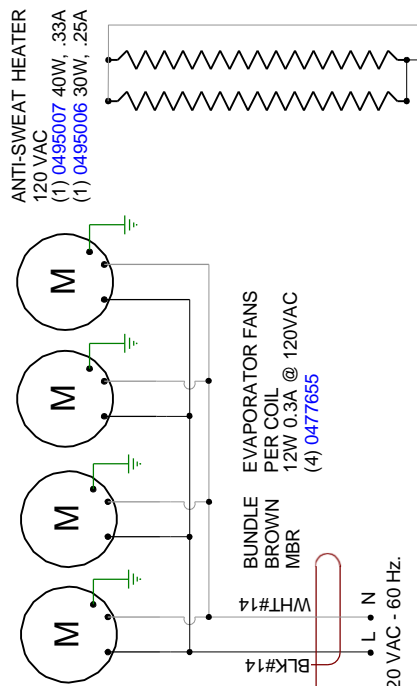 ANTI-SWEAT HEATER
120 VAC
(1) 0495007 40W, .33A
(1) 0495006 30W, .25A
M
M
M
M
EVAPORATOR FANS
PER COIL
12W 0.3A @ 120VAC
(4) 0477655
BUNDLE
BROWN
MBR
WHT#14
BLK#14
L N
20 VAC - 60 Hz.